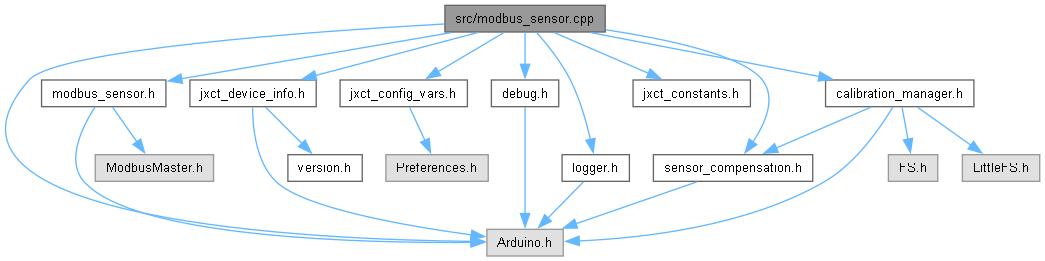 src/modbus_sensor.cpp
modbus_sensor.h
jxct_device_info.h
jxct_config_vars.h
debug.h
jxct_constants.h
calibration_manager.h
ModbusMaster.h
version.h
Preferences.h
logger.h
sensor_compensation.h
FS.h
LittleFS.h
Arduino.h